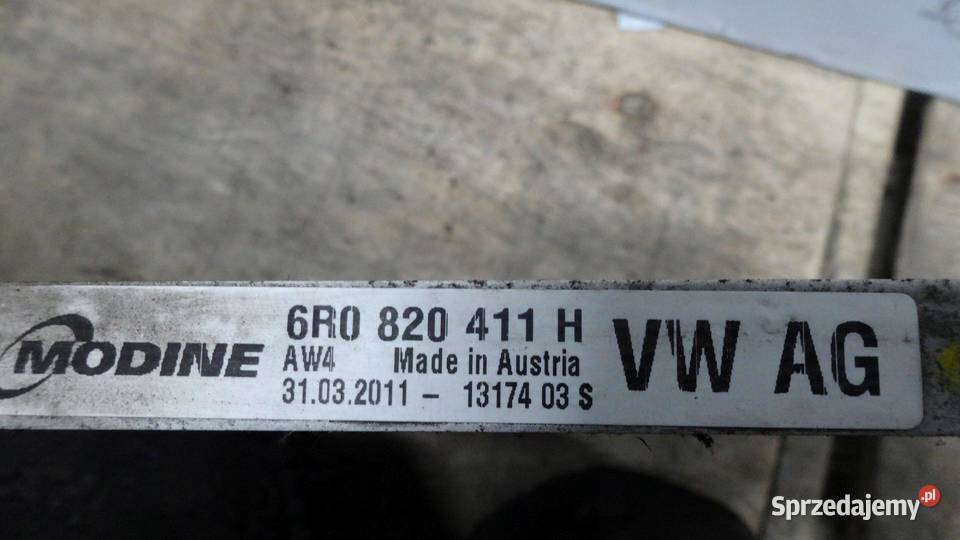 MODINE
6R0 820 411 H
AW4 Made in Austria
31.03.2011 - 13174 03 S
VW AG
Sprzedajemy.pl